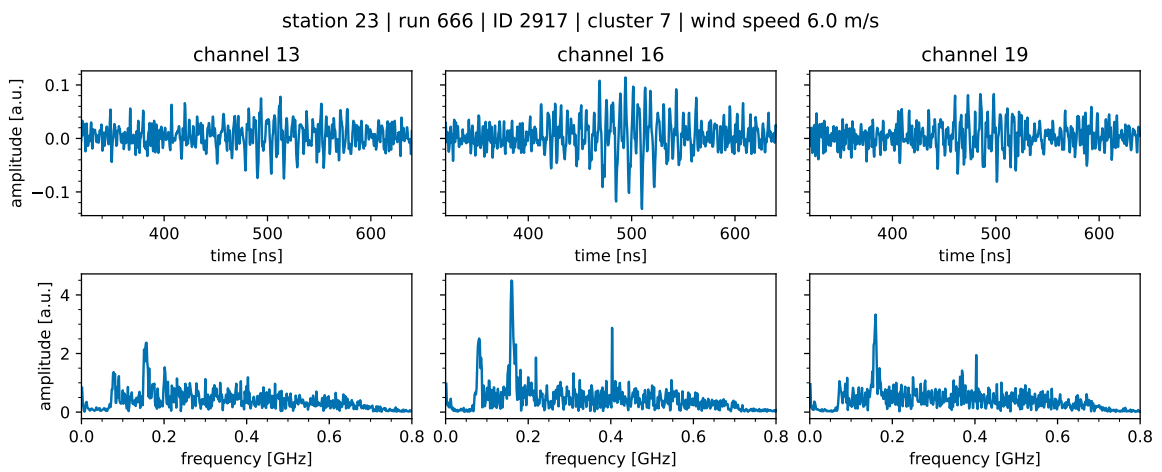 station 23 | run 666 | ID 2917 | cluster 7 | wind speed 6.0 m/s
channel 13
channel 16
channel 19
amplitude [a.u.]
0.1
0.0
−0.1
400 500 600
400 500 600
400 500 600
time [ns]
time [ns]
time [ns]
amplitude [a.u.]
4
2
0
0.0 0.2 0.4 0.6 0.8
0.0 0.2 0.4 0.6 0.8
0.0 0.2 0.4 0.6 0.8
frequency [GHz]
frequency [GHz]
frequency [GHz]